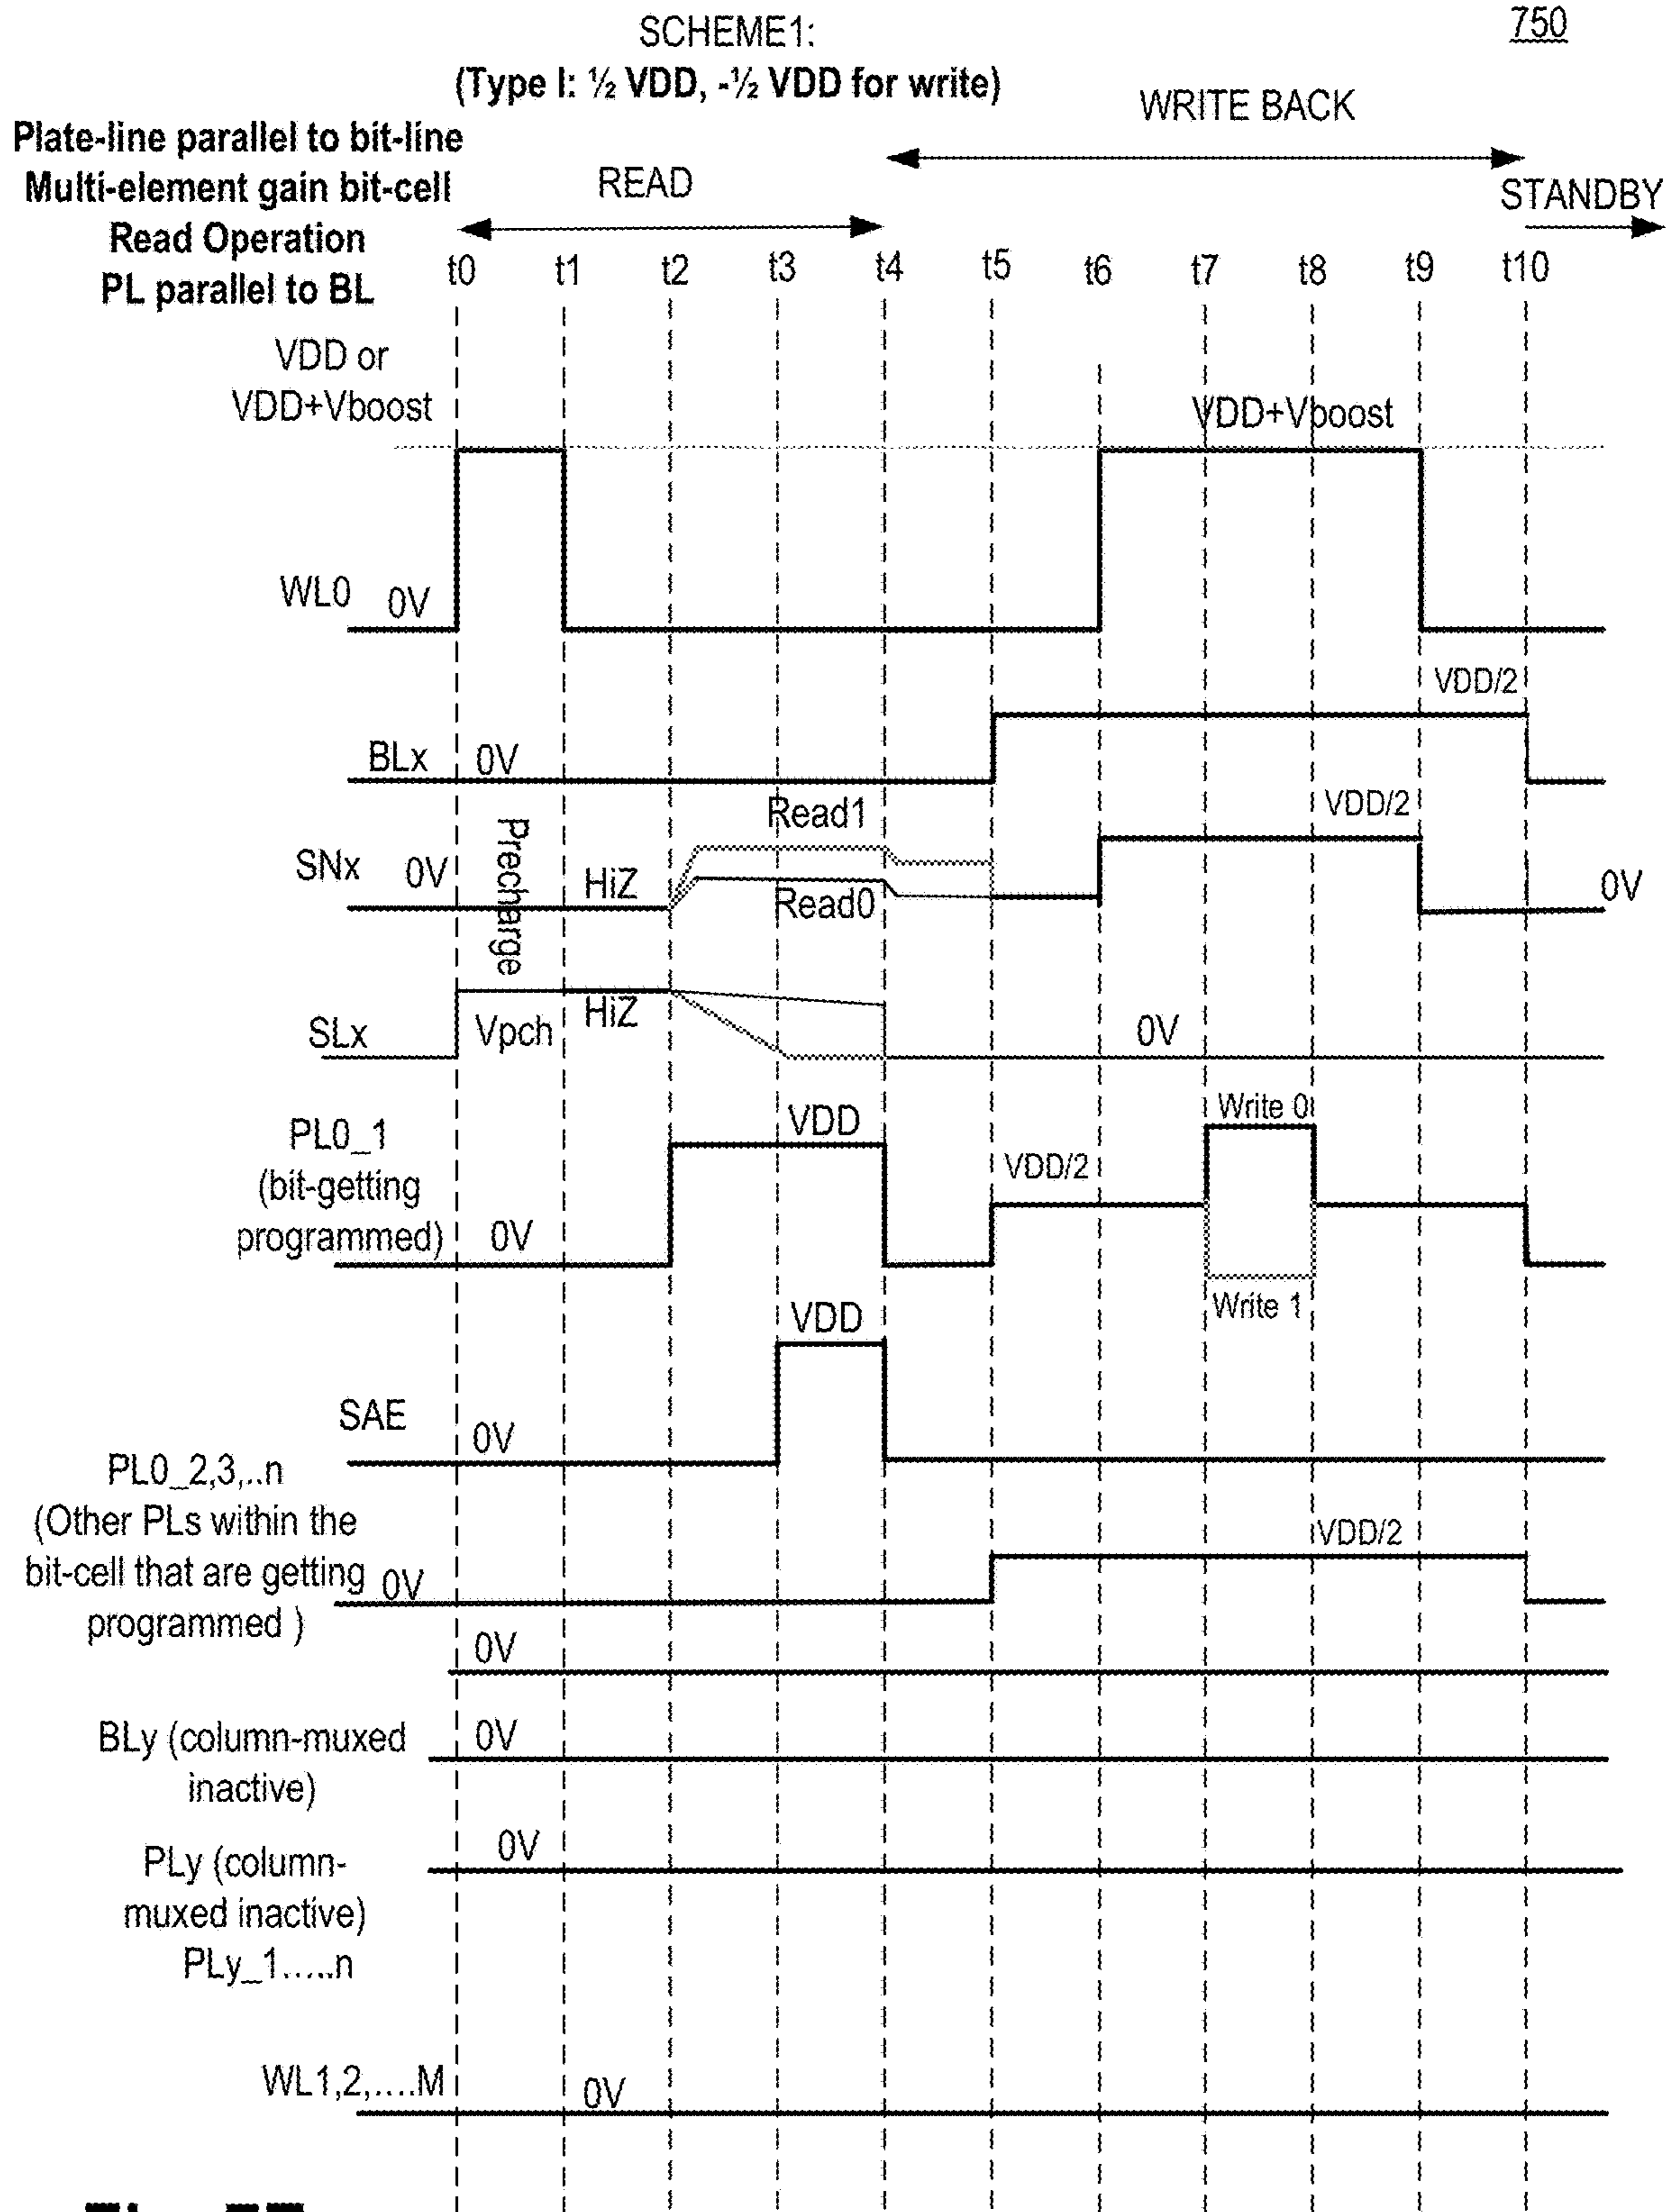 750
SCHEME1:
(Type I: ½ VDD, -½ VDD for write)
WRITE BACK
Plate-line parallel to bit-line
Multi-element gain bit-cell
Read Operation
PL parallel to BL
READ
STANDBY
t0 t1 t2 t3 t4 t5 t6 t7 t8 t9 t10
VDD or
VDD+Vboost
VDD+Vboost
WL0 0V
VDD/2
BLx 0V
Read1
VDD/2
SNx 0V
Precharge
HiZ
Read0
0V
SLx
Vpch
HiZ
0V
PL0_1
(bit-getting
programmed)
0V
VDD
VDD/2
Write 0
Write 1
VDD
SAE
0V
PL0_2,3,..n
(Other PLs within the
bit-cell that are getting
programmed )
0V
VDD/2
0V
BLy (column-muxed
inactive)
0V
PLy (column-
muxed inactive)
PLy_1.....n
0V
WL1,2,....M
0V